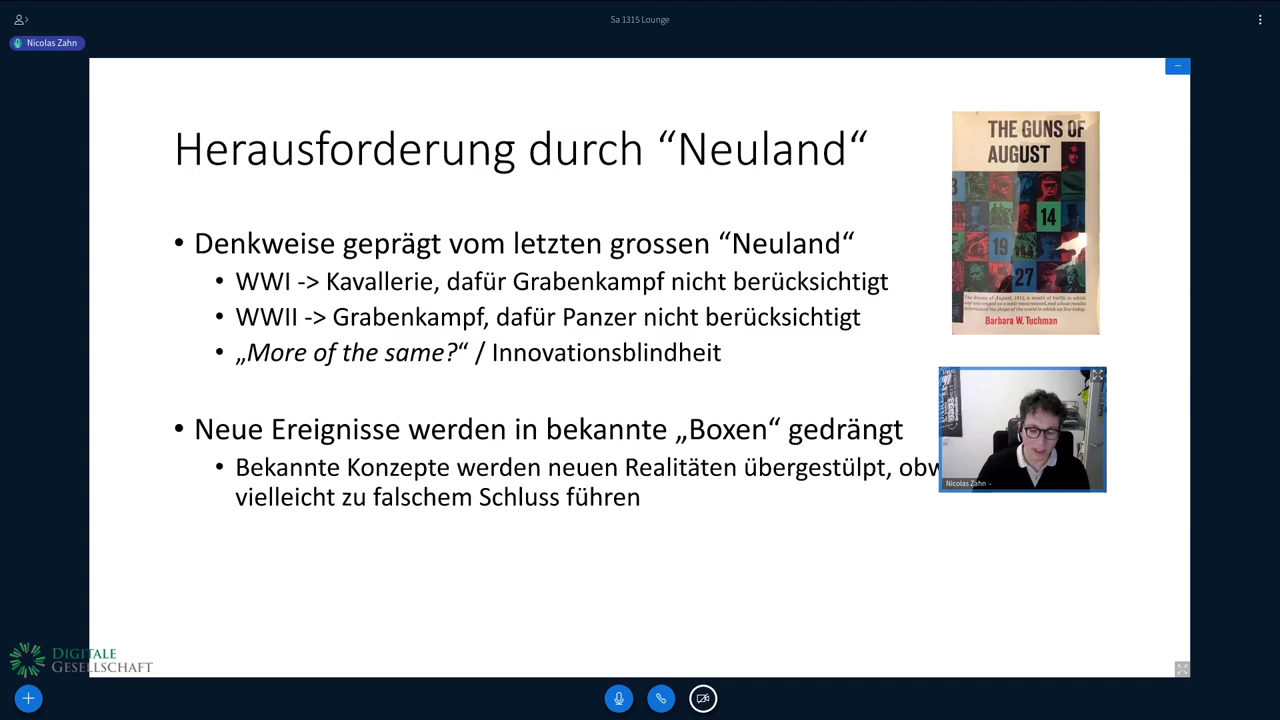 Sa 1315 Lounge
Nicolas Zahn
Herausforderung durch “Neuland“
• Denkweise geprägt vom letzten grossen “Neuland“
• WWI -> Kavallerie, dafür Grabenkampf nicht berücksichtigt
• WWII -> Grabenkampf, dafür Panzer nicht berücksichtigt
• „More of the same?“ / Innovationsblindheit
• Neue Ereignisse werden in bekannte „Boxen“ gedrängt
• Bekannte Konzepte werden neuen Realitäten übergestülpt, obw
vielleicht zu falschem Schluss führen
THE GUNS OF
AUGUST
14
19
27
Barbara W. Tuchman
Nicolas Zahn
DIGITALE
GESELLSCHAFT